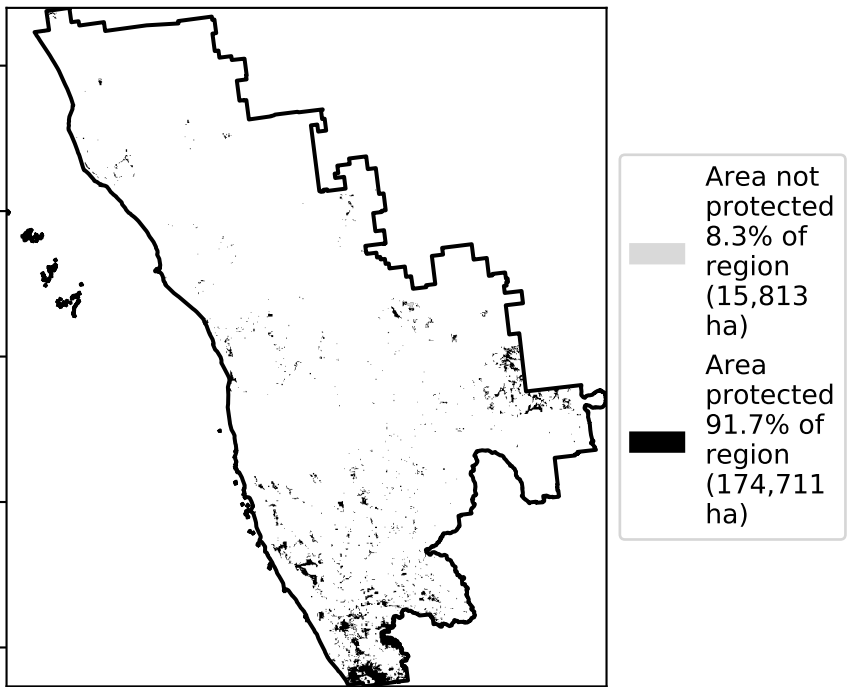 Area not
protected
8.3% of
region
(15,813
ha)
Area
protected
91.7% of
region
(174,711
ha)